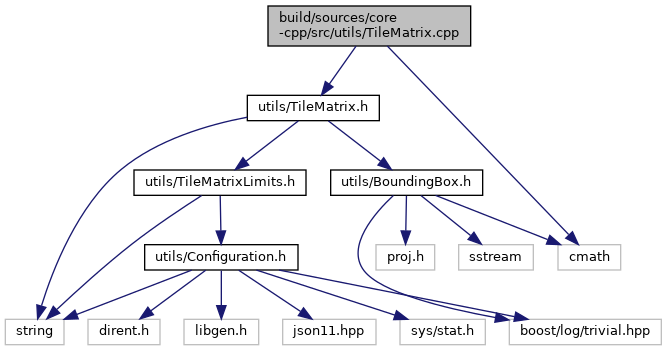 build/sources/core
-cpp/src/utils/TileMatrix.cpp
utils/TileMatrix.h
utils/TileMatrixLimits.h
utils/BoundingBox.h
utils/Configuration.h
proj.h
sstream
cmath
string
dirent.h
libgen.h
json11.hpp
sys/stat.h
boost/log/trivial.hpp